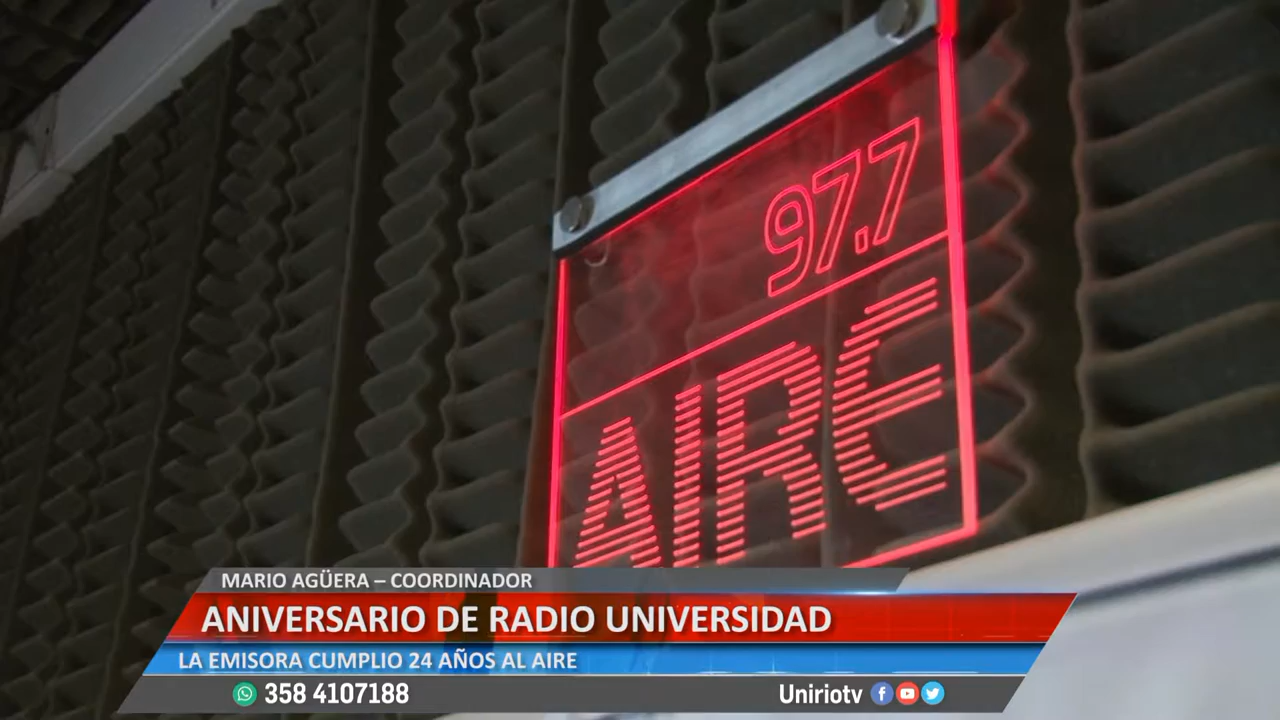 97.7
AIRE
MARIO AGÜERA – COORDINADOR
ANIVERSARIO DE RADIO UNIVERSIDAD
LA EMISORA CUMPLIO 24 AÑOS AL AIRE
358 4107188
Uniriotv